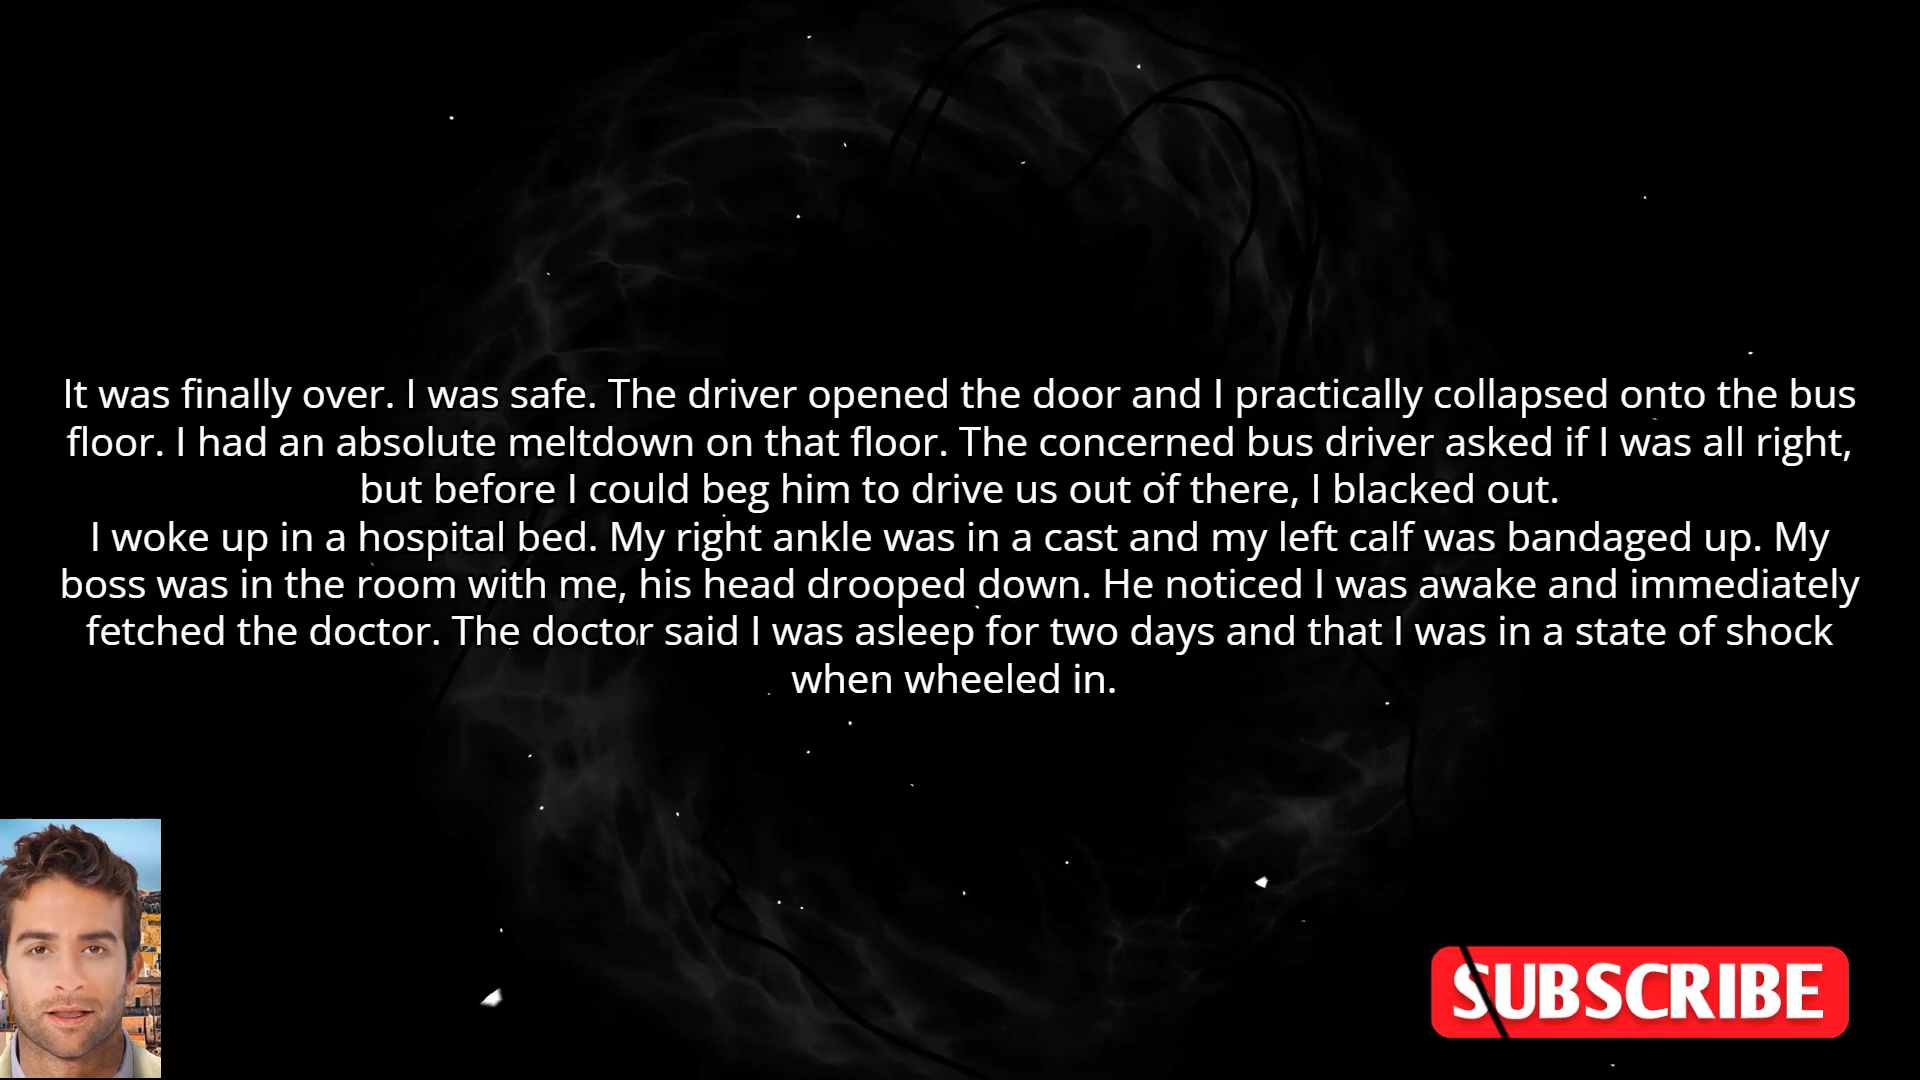 It was finally over. I was safe. The driver opened the door and I practically collapsed onto the bus
floor. I had an absolute meltdown on that floor. The concerned bus driver asked if I was all right,
but before I could beg him to drive us out of there, I blacked out.
I woke up in a hospital bed. My right ankle was in a cast and my left calf was bandaged up. My
boss was in the room with me, his head drooped down. He noticed I was awake and immediately
fetched the doctor. The doctor said I was asleep for two days and that I was in a state of shock
when wheeled in.
SUBSCRIBE